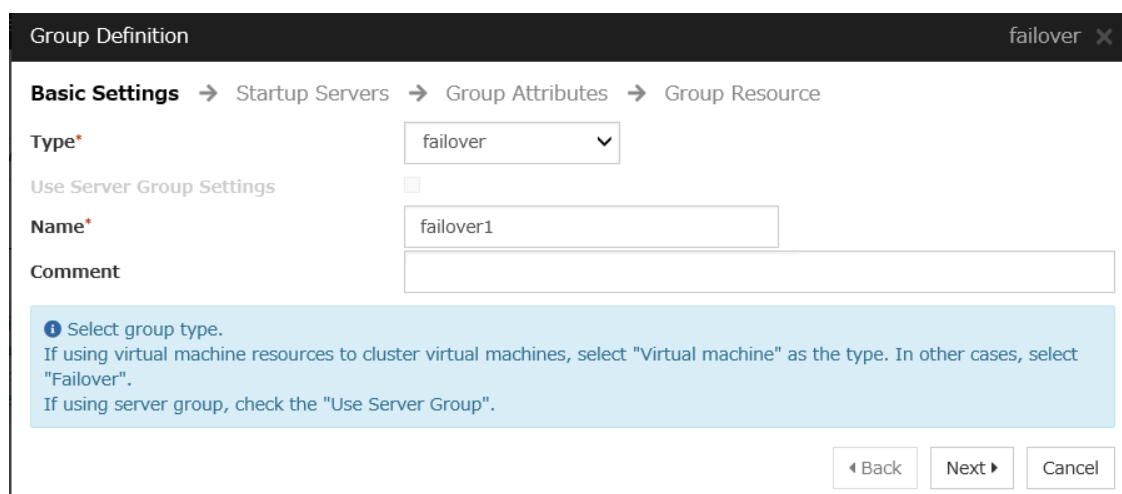 Group Definition failover ×
Basic Settings → Startup Servers → Group Attributes → Group Resource
Type* failover
Use Server Group Settings
Name* failover1
Comment
Select group type.
If using virtual machine resources to cluster virtual machines, select "Virtual machine" as the type. In other cases, select
"Failover".
If using server group, check the "Use Server Group".
Back Next Cancel